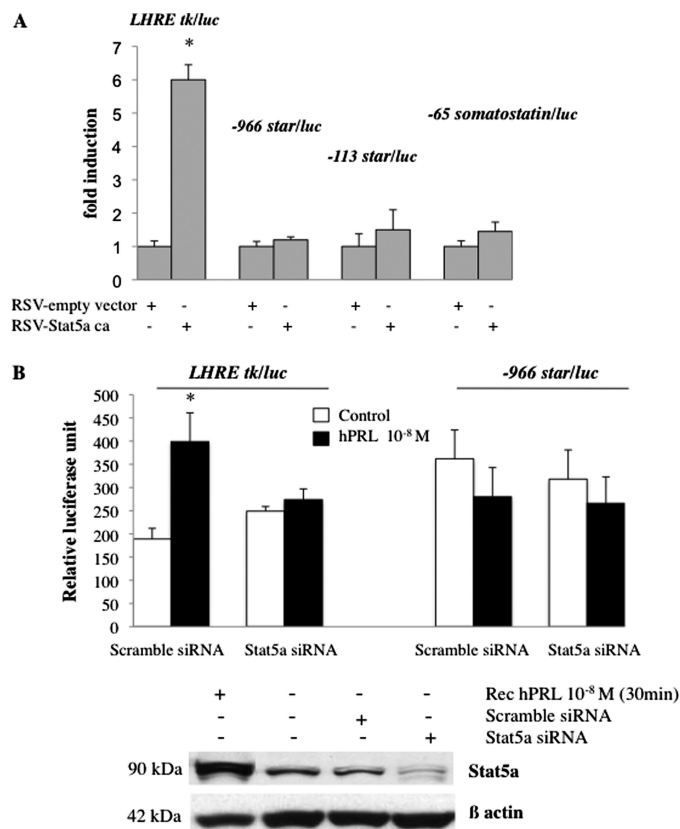 A
LHRE tk/luc
*
-966 star/luc
-113 star/luc
-65 somatostatin/luc
fold induction
7
6
5
4
3
2
1
0
RSV-empty vector + - + - + - + -
RSV-Stat5a ca - + - + - + - +
B
LHRE tk/luc
-966 star/luc
*
Control
hPRL 10-8 M
Relative luciferase unit
500
450
400
350
300
250
200
150
100
50
0
Scramble siRNA Stat5a siRNA Scramble siRNA Stat5a siRNA
+ - - - Rec hPRL 10-8 M (30min)
- - + - Scramble siRNA
- - - + Stat5a siRNA
90 kDa Stat5a
42 kDa ß actin